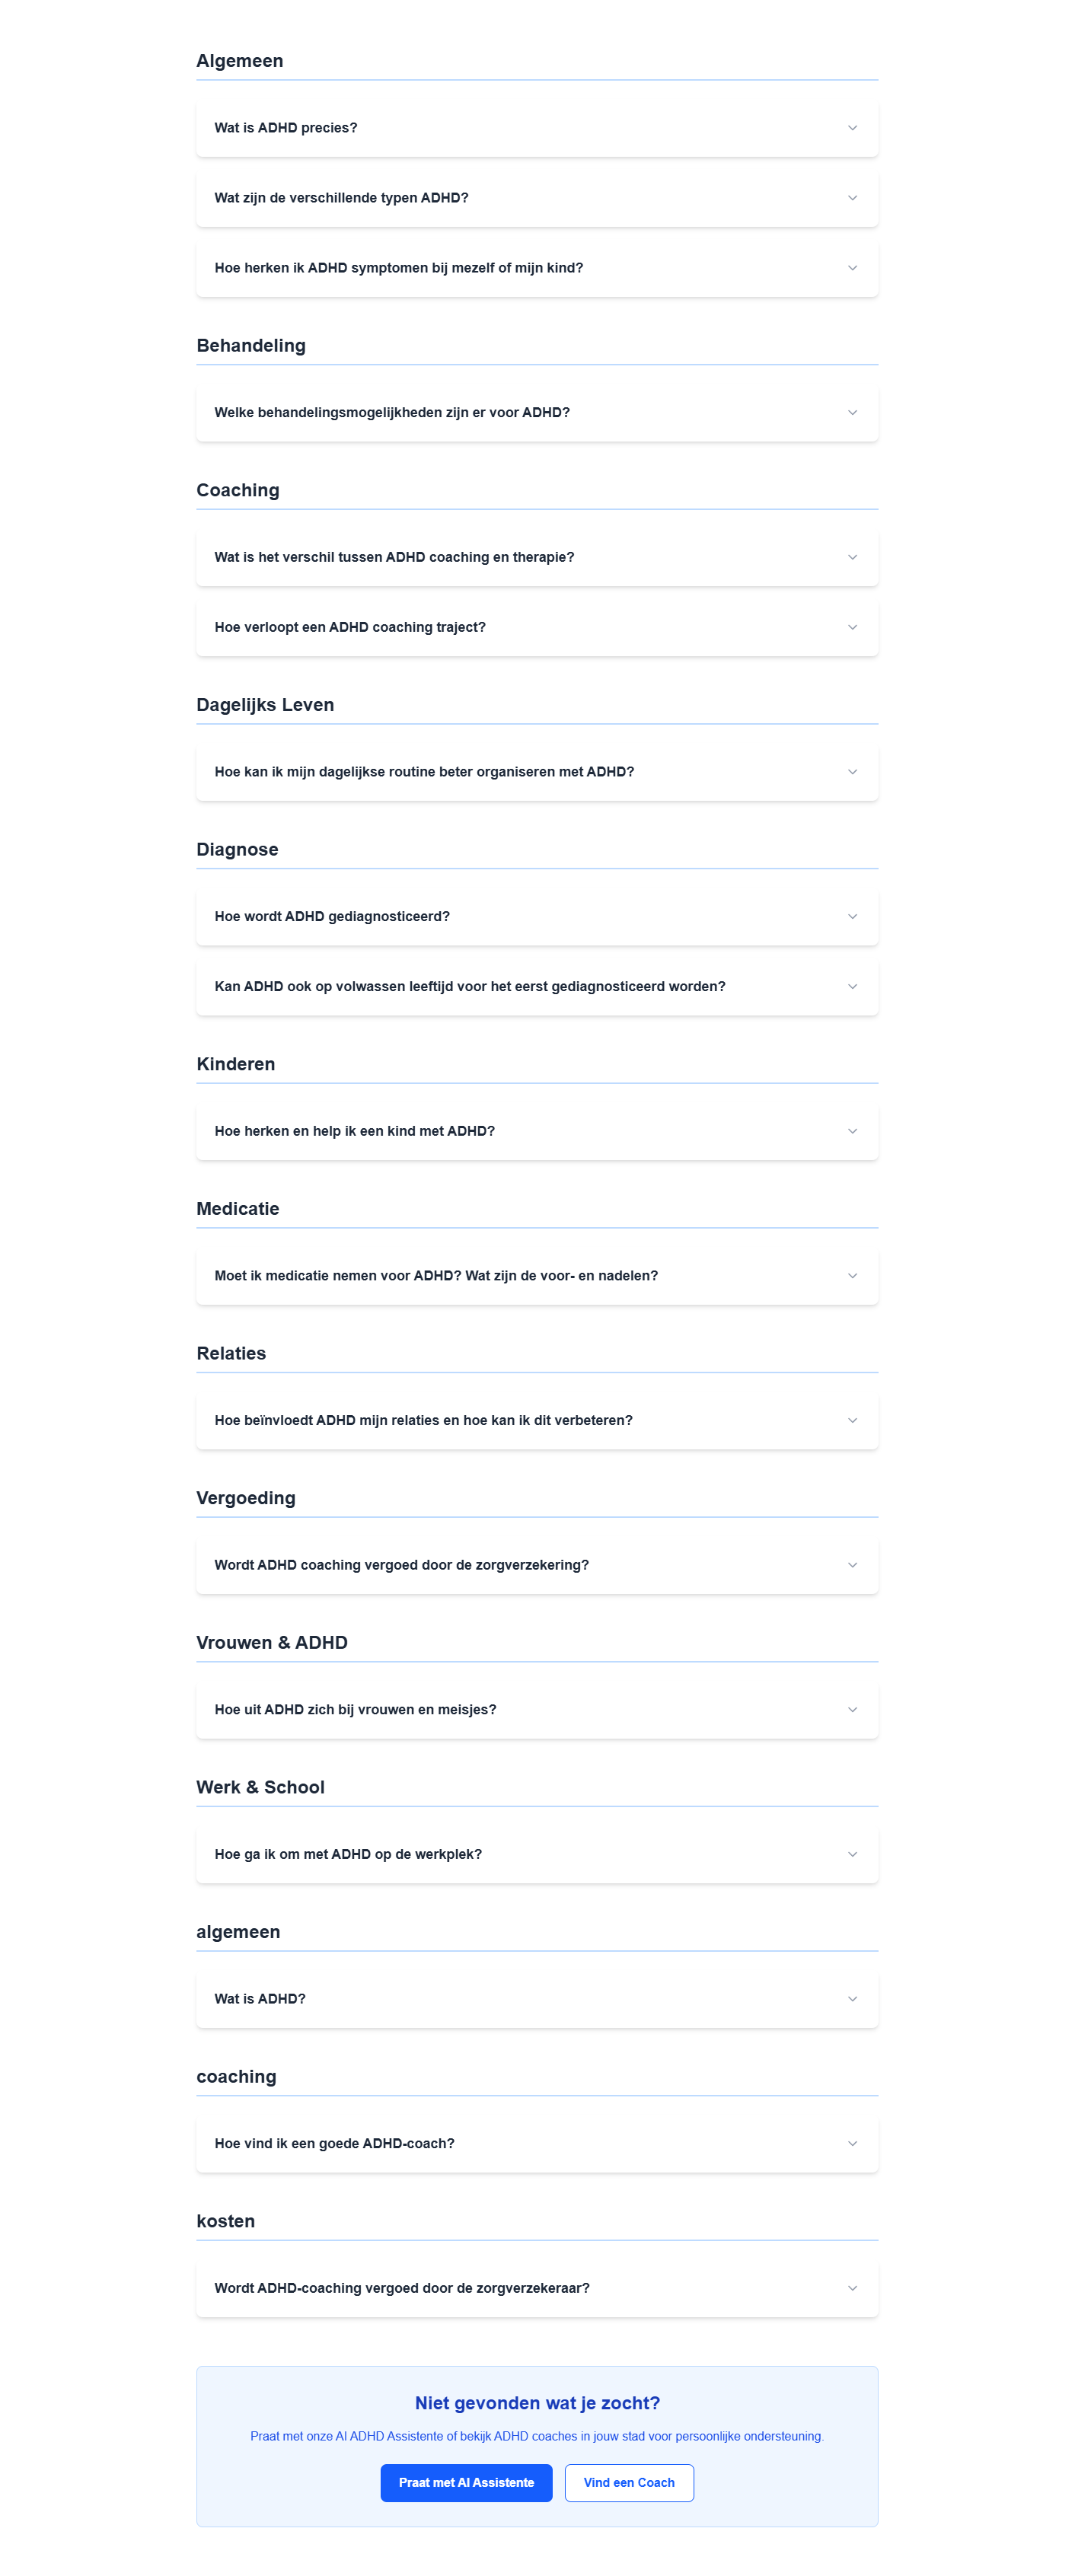 Algemeen
Wat is ADHD precies?
Wat zijn de verschillende typen ADHD?
Hoe herken ik ADHD symptomen bij mezelf of mijn kind?
Behandeling
Welke behandelingsmogelijkheden zijn er voor ADHD?
Coaching
Wat is het verschil tussen ADHD coaching en therapie?
Hoe verloopt een ADHD coaching traject?
Dagelijks Leven
Hoe kan ik mijn dagelijkse routine beter organiseren met ADHD?
Diagnose
Hoe wordt ADHD gediagnosticeerd?
Kan ADHD ook op volwassen leeftijd voor het eerst gediagnosticeerd worden?
Kinderen
Hoe herken en help ik een kind met ADHD?
Medicatie
Moet ik medicatie nemen voor ADHD? Wat zijn de voor- en nadelen?
Relaties
Hoe beïnvloedt ADHD mijn relaties en hoe kan ik dit verbeteren?
Vergoeding
Wordt ADHD coaching vergoed door de zorgverzekering?
Vrouwen & ADHD
Hoe uit ADHD zich bij vrouwen en meisjes?
Werk & School
Hoe ga ik om met ADHD op de werkplek?
algemeen
Wat is ADHD?
coaching
Hoe vind ik een goede ADHD-coach?
kosten
Wordt ADHD-coaching vergoed door de zorgverzekeraar?
Niet gevonden wat je zocht?
Praat met onze AI ADHD Assistente of bekijk ADHD coaches in jouw stad voor persoonlijke ondersteuning.
Praat met AI Assistente
Vind een Coach